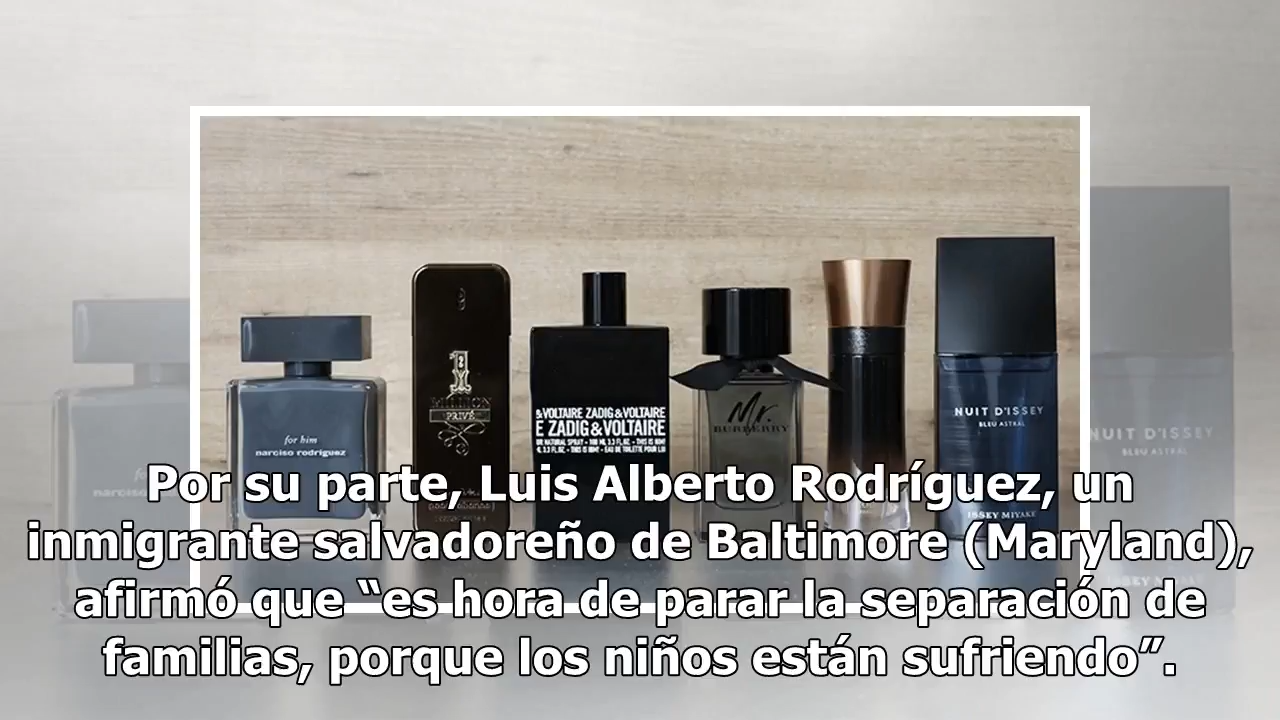 for him
narciso rodriguez
1
MILLION
PRIVÉ
&VOLTAIRE ZADIG&VOLTAIRE
E ZADIG&VOLTAIRE
Mr.
BURBERRY
NUIT D'ISSEY
BLEU ASTRAL
ISSEY MIYAKE
NUIT D'ISSEY
BLEU ASTRAL
Por su parte, Luis Alberto Rodríguez, un
inmigrante salvadoreño de Baltimore (Maryland),
afirmó que “es hora de parar la separación de
familias, porque los niños están sufriendo”.